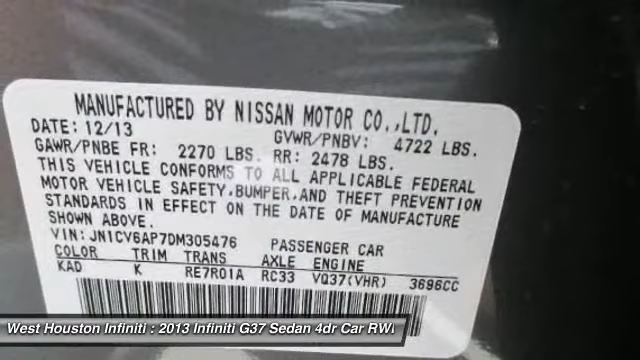 MANUFACTURED BY NISSAN MOTOR CO.,LTD.
DATE: 12/13 GVWR/PNBV: 4722 LBS.
GAWR/PNBE FR: 2270 LBS. RR: 2478 LBS.
THIS VEHICLE CONFORMS TO ALL APPLICABLE FEDERAL
MOTOR VEHICLE SAFETY,BUMPER,AND THEFT PREVENTION
STANDARDS IN EFFECT ON THE DATE OF MANUFACTURE
SHOWN ABOVE.
VIN: JN1CV6AP7DM305476 PASSENGER CAR
COLOR TRIM TRANS AXLE ENGINE
KAD K RE7R01A RC33 VQ37(VHR) 3696CC
West Houston Infiniti : 2013 Infiniti G37 Sedan 4dr Car RW